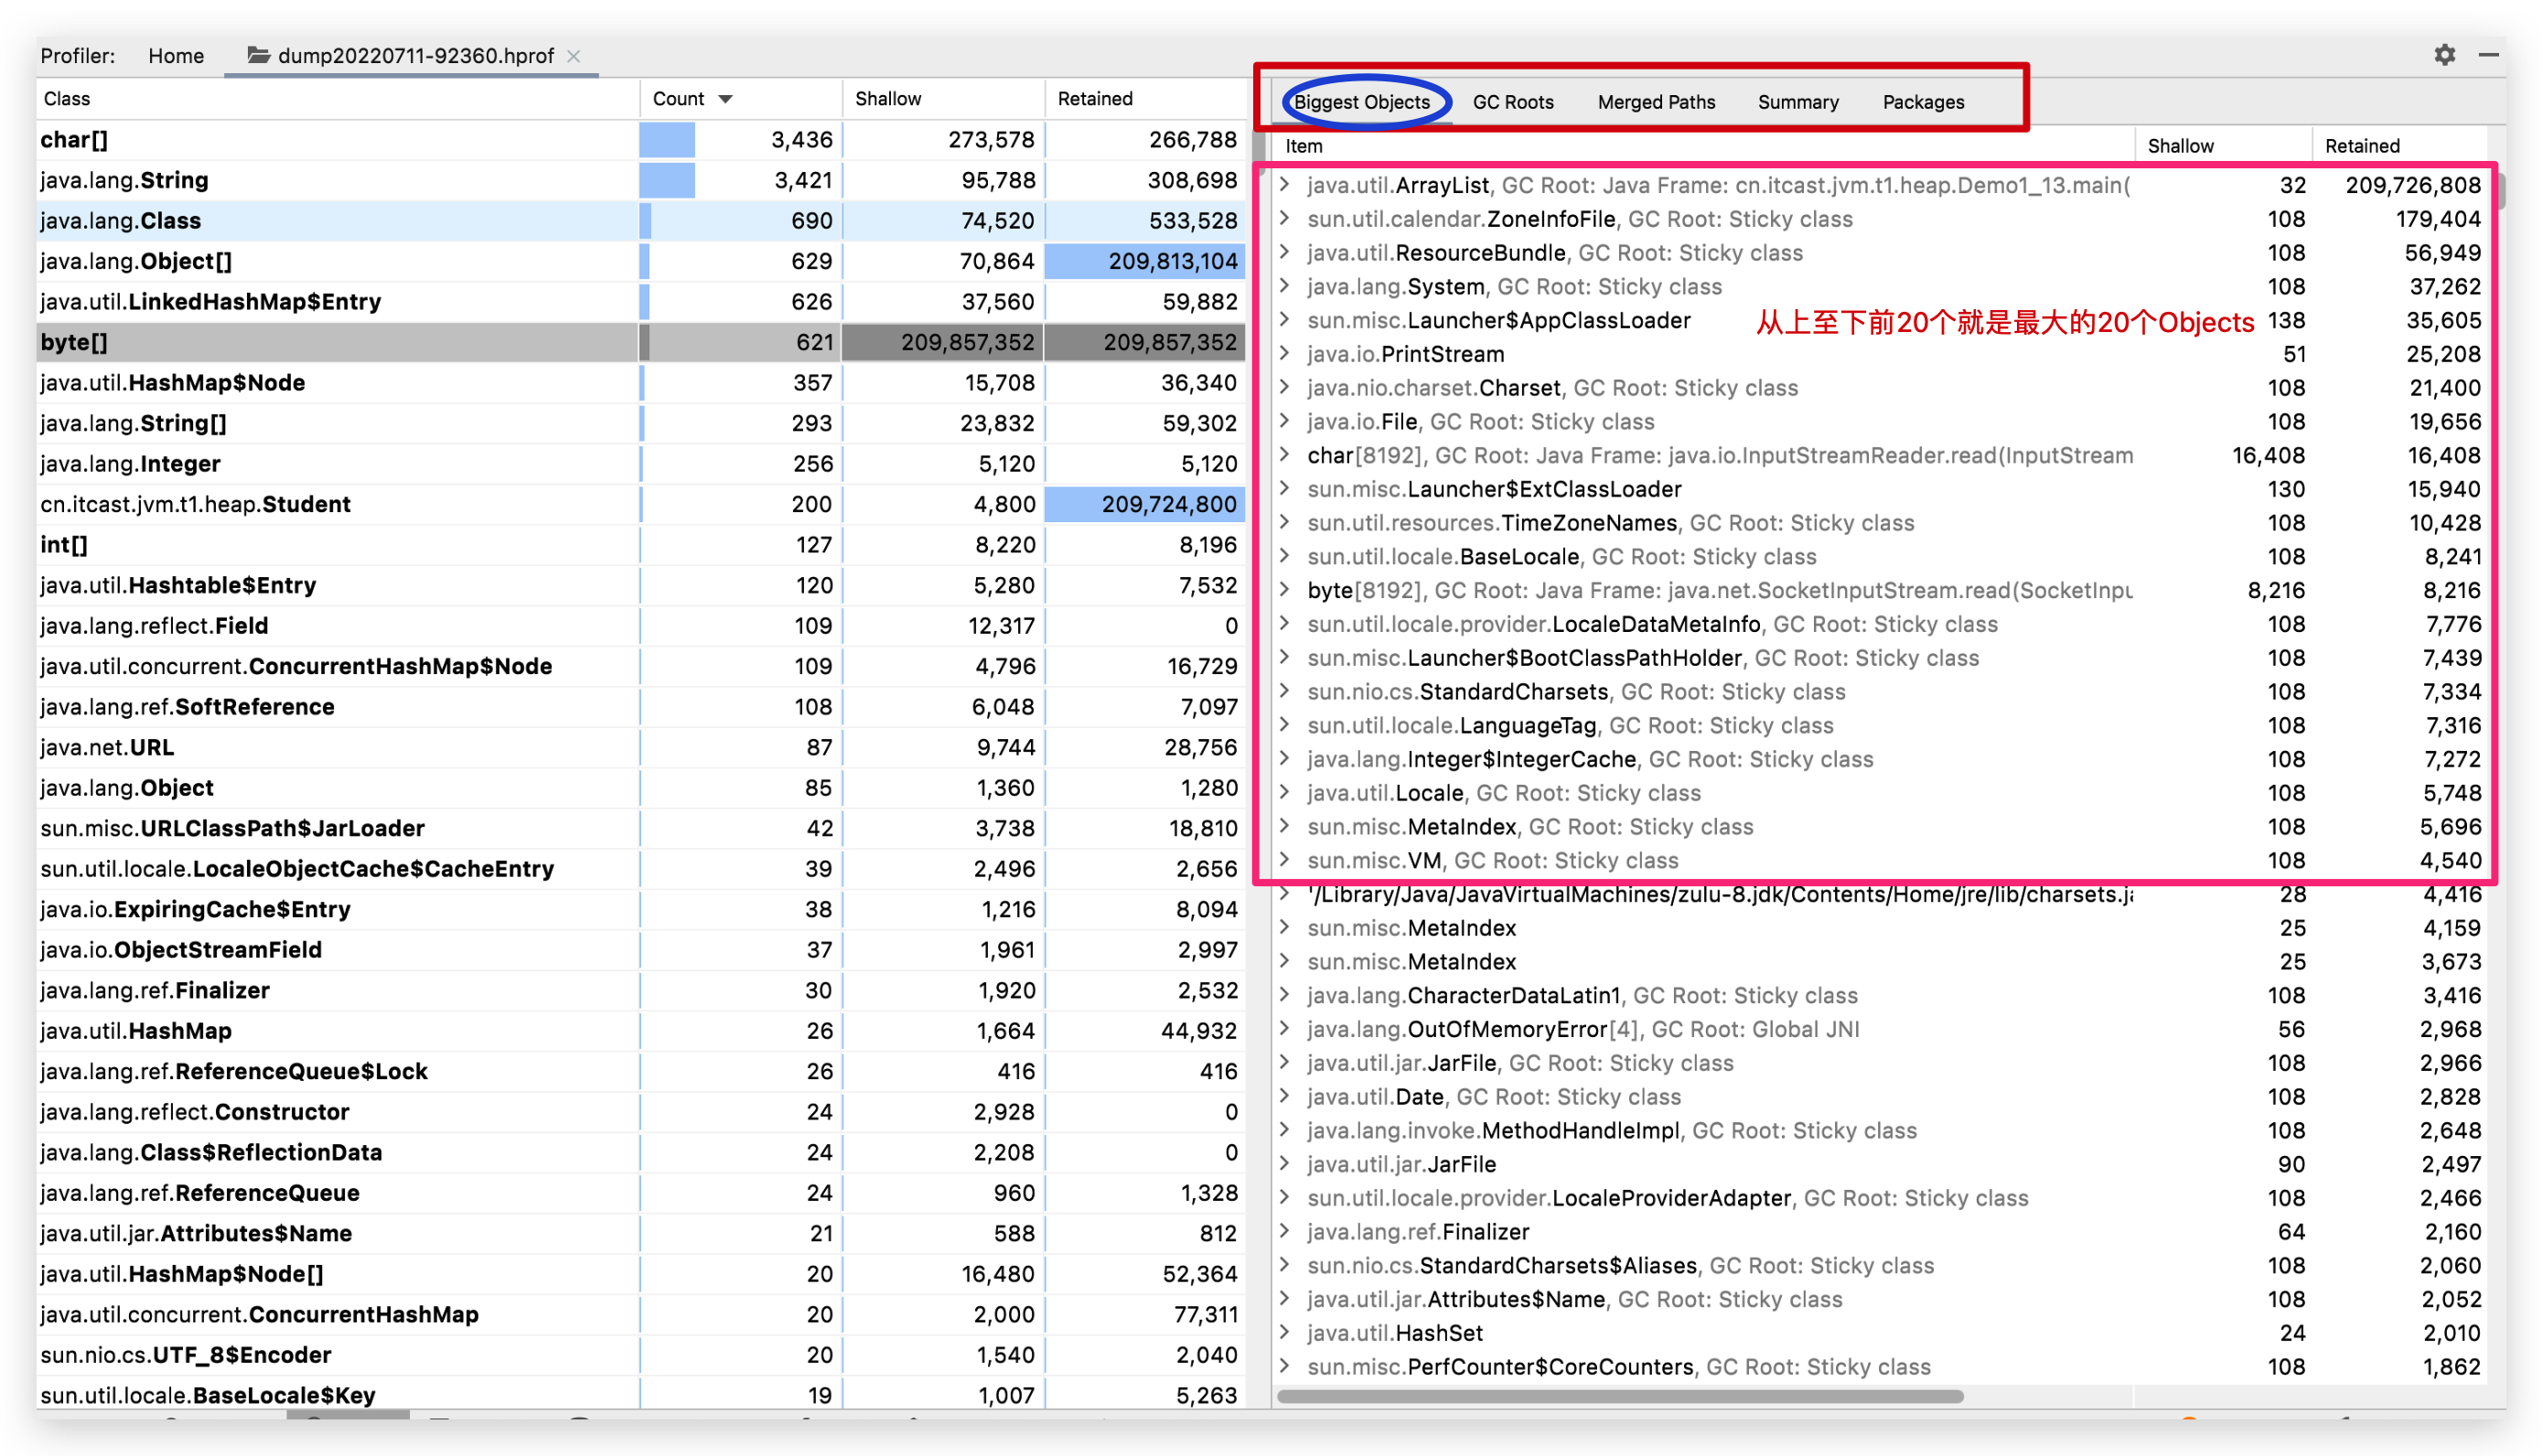 Profiler: Home dump20220711-92360.hprof
Class Count Shallow Retained
char[] 3,436 273,578 266,788
java.lang.String 3,421 95,788 308,698
java.lang.Class 690 74,520 533,528
java.lang.Object[] 629 70,864 209,813,104
java.util.LinkedHashMap$Entry 626 37,560 59,882
byte[] 621 209,857,352 209,857,352
java.util.HashMap$Node 357 15,708 36,340
java.lang.String[] 293 23,832 59,302
java.lang.Integer 256 5,120 5,120
cn.itcast.jvm.t1.heap.Student 200 4,800 209,724,800
int[] 127 8,220 8,196
java.util.Hashtable$Entry 120 5,280 7,532
java.lang.reflect.Field 109 12,317 0
java.util.concurrent.ConcurrentHashMap$Node 109 4,796 16,729
java.lang.ref.SoftReference 108 6,048 7,097
java.net.URL 87 9,744 28,756
java.lang.Object 85 1,360 1,280
sun.misc.URLClassPath$JarLoader 42 3,738 18,810
sun.util.locale.LocaleObjectCache$CacheEntry 39 2,496 2,656
java.io.ExpiringCache$Entry 38 1,216 8,094
java.io.ObjectStreamField 37 1,961 2,997
java.lang.ref.Finalizer 30 1,920 2,532
java.util.HashMap 26 1,664 44,932
java.lang.ref.ReferenceQueue$Lock 26 416 416
java.lang.reflect.Constructor 24 2,928 0
java.lang.Class$ReflectionData 24 2,208 0
java.lang.ref.ReferenceQueue 24 960 1,328
java.util.jar.Attributes$Name 21 588 812
java.util.HashMap$Node[] 20 16,480 52,364
java.util.concurrent.ConcurrentHashMap 20 2,000 77,311
sun.nio.cs.UTF_8$Encoder 20 1,540 2,040
sun.util.locale.BaseLocale$Key 19 1,007 5,263
Biggest Objects GC Roots Merged Paths Summary Packages
Item Shallow Retained
java.util.ArrayList, GC Root: Java Frame: cn.itcast.jvm.t1.heap.Demo1_13.main( 32 209,726,808
sun.util.calendar.ZoneInfoFile, GC Root: Sticky class 108 179,404
java.util.ResourceBundle, GC Root: Sticky class 108 56,949
java.lang.System, GC Root: Sticky class 108 37,262
sun.misc.Launcher$AppClassLoader 138 35,605
从上至下前20个就是最大的20个Objects
java.io.PrintStream 51 25,208
java.nio.charset.Charset, GC Root: Sticky class 108 21,400
java.io.File, GC Root: Sticky class 108 19,656
char[8192], GC Root: Java Frame: java.io.InputStreamReader.read(InputStream 16,408 16,408
sun.misc.Launcher$ExtClassLoader 130 15,940
sun.util.resources.TimeZoneNames, GC Root: Sticky class 108 10,428
sun.util.locale.BaseLocale, GC Root: Sticky class 108 8,241
byte[8192], GC Root: Java Frame: java.net.SocketInputStream.read(SocketInpu 8,216 8,216
sun.util.locale.provider.LocaleDataMetaInfo, GC Root: Sticky class 108 7,776
sun.misc.Launcher$BootClassPathHolder, GC Root: Sticky class 108 7,439
sun.nio.cs.StandardCharsets, GC Root: Sticky class 108 7,334
sun.util.locale.LanguageTag, GC Root: Sticky class 108 7,316
java.lang.Integer$IntegerCache, GC Root: Sticky class 108 7,272
java.util.Locale, GC Root: Sticky class 108 5,748
sun.misc.MetaIndex, GC Root: Sticky class 108 5,696
sun.misc.VM, GC Root: Sticky class 108 4,540
'/Library/Java/JavaVirtualMachines/zulu-8.jdk/Contents/Home/jre/lib/charsets.ja 28 4,416
sun.misc.MetaIndex 25 4,159
sun.misc.MetaIndex 25 3,673
java.lang.CharacterDataLatin1, GC Root: Sticky class 108 3,416
java.lang.OutOfMemoryError[4], GC Root: Global JNI 56 2,968
java.util.jar.JarFile, GC Root: Sticky class 108 2,966
java.util.Date, GC Root: Sticky class 108 2,828
java.lang.invoke.MethodHandleImpl, GC Root: Sticky class 108 2,648
java.util.jar.JarFile 90 2,497
sun.util.locale.provider.LocaleProviderAdapter, GC Root: Sticky class 108 2,466
java.lang.ref.Finalizer 64 2,160
sun.nio.cs.StandardCharsets$Aliases, GC Root: Sticky class 108 2,060
java.util.jar.Attributes$Name, GC Root: Sticky class 108 2,052
java.util.HashSet 24 2,010
sun.misc.PerfCounter$CoreCounters, GC Root: Sticky class 108 1,862